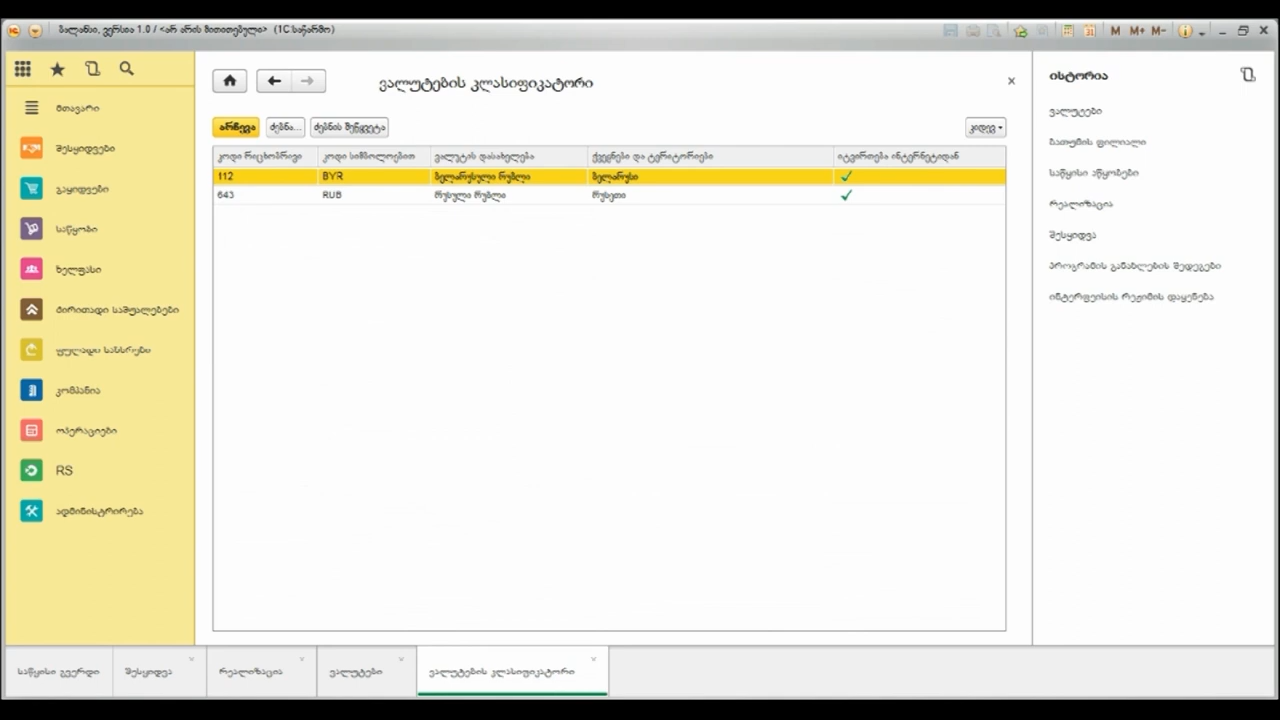 ბალანსი, ვერსია 1.0 / <არ არის მითითებული> (1C:საწარმო)
M M+ M-
მთავარი
შესყიდვები
გაყიდვები
საწყობი
ხელფასი
ძირითადი საშუალებები
ფულადი სახსრები
კომპანია
ოპერაციები
RS
ადმინისტრირება
ვალუტების კლასიფიკატორი
არჩევა
ძებნა...
ძებნის შეწყვეტა
კიდევ
კოდი რიცხობრივი
კოდი სიმბოლოებით
ვალუტის დასახელება
ქვეყნები და ტერიტორიები
იტვირთება ინტერნეტიდან
112 BYR ბელარუსული რუბლი ბელარუსი
643 RUB რუსული რუბლი რუსეთი
ისტორია
ვალუტები
ბათუმის ფილიალი
საწყისი აწყობები
რეალიზაცია
შესყიდვა
პროგრამის განახლების შედეგები
ინტერფეისის რეჟიმის დაყენება
საწყისი გვერდი
შესყიდვა
რეალიზაცია
ვალუტები
ვალუტების კლასიფიკატორი